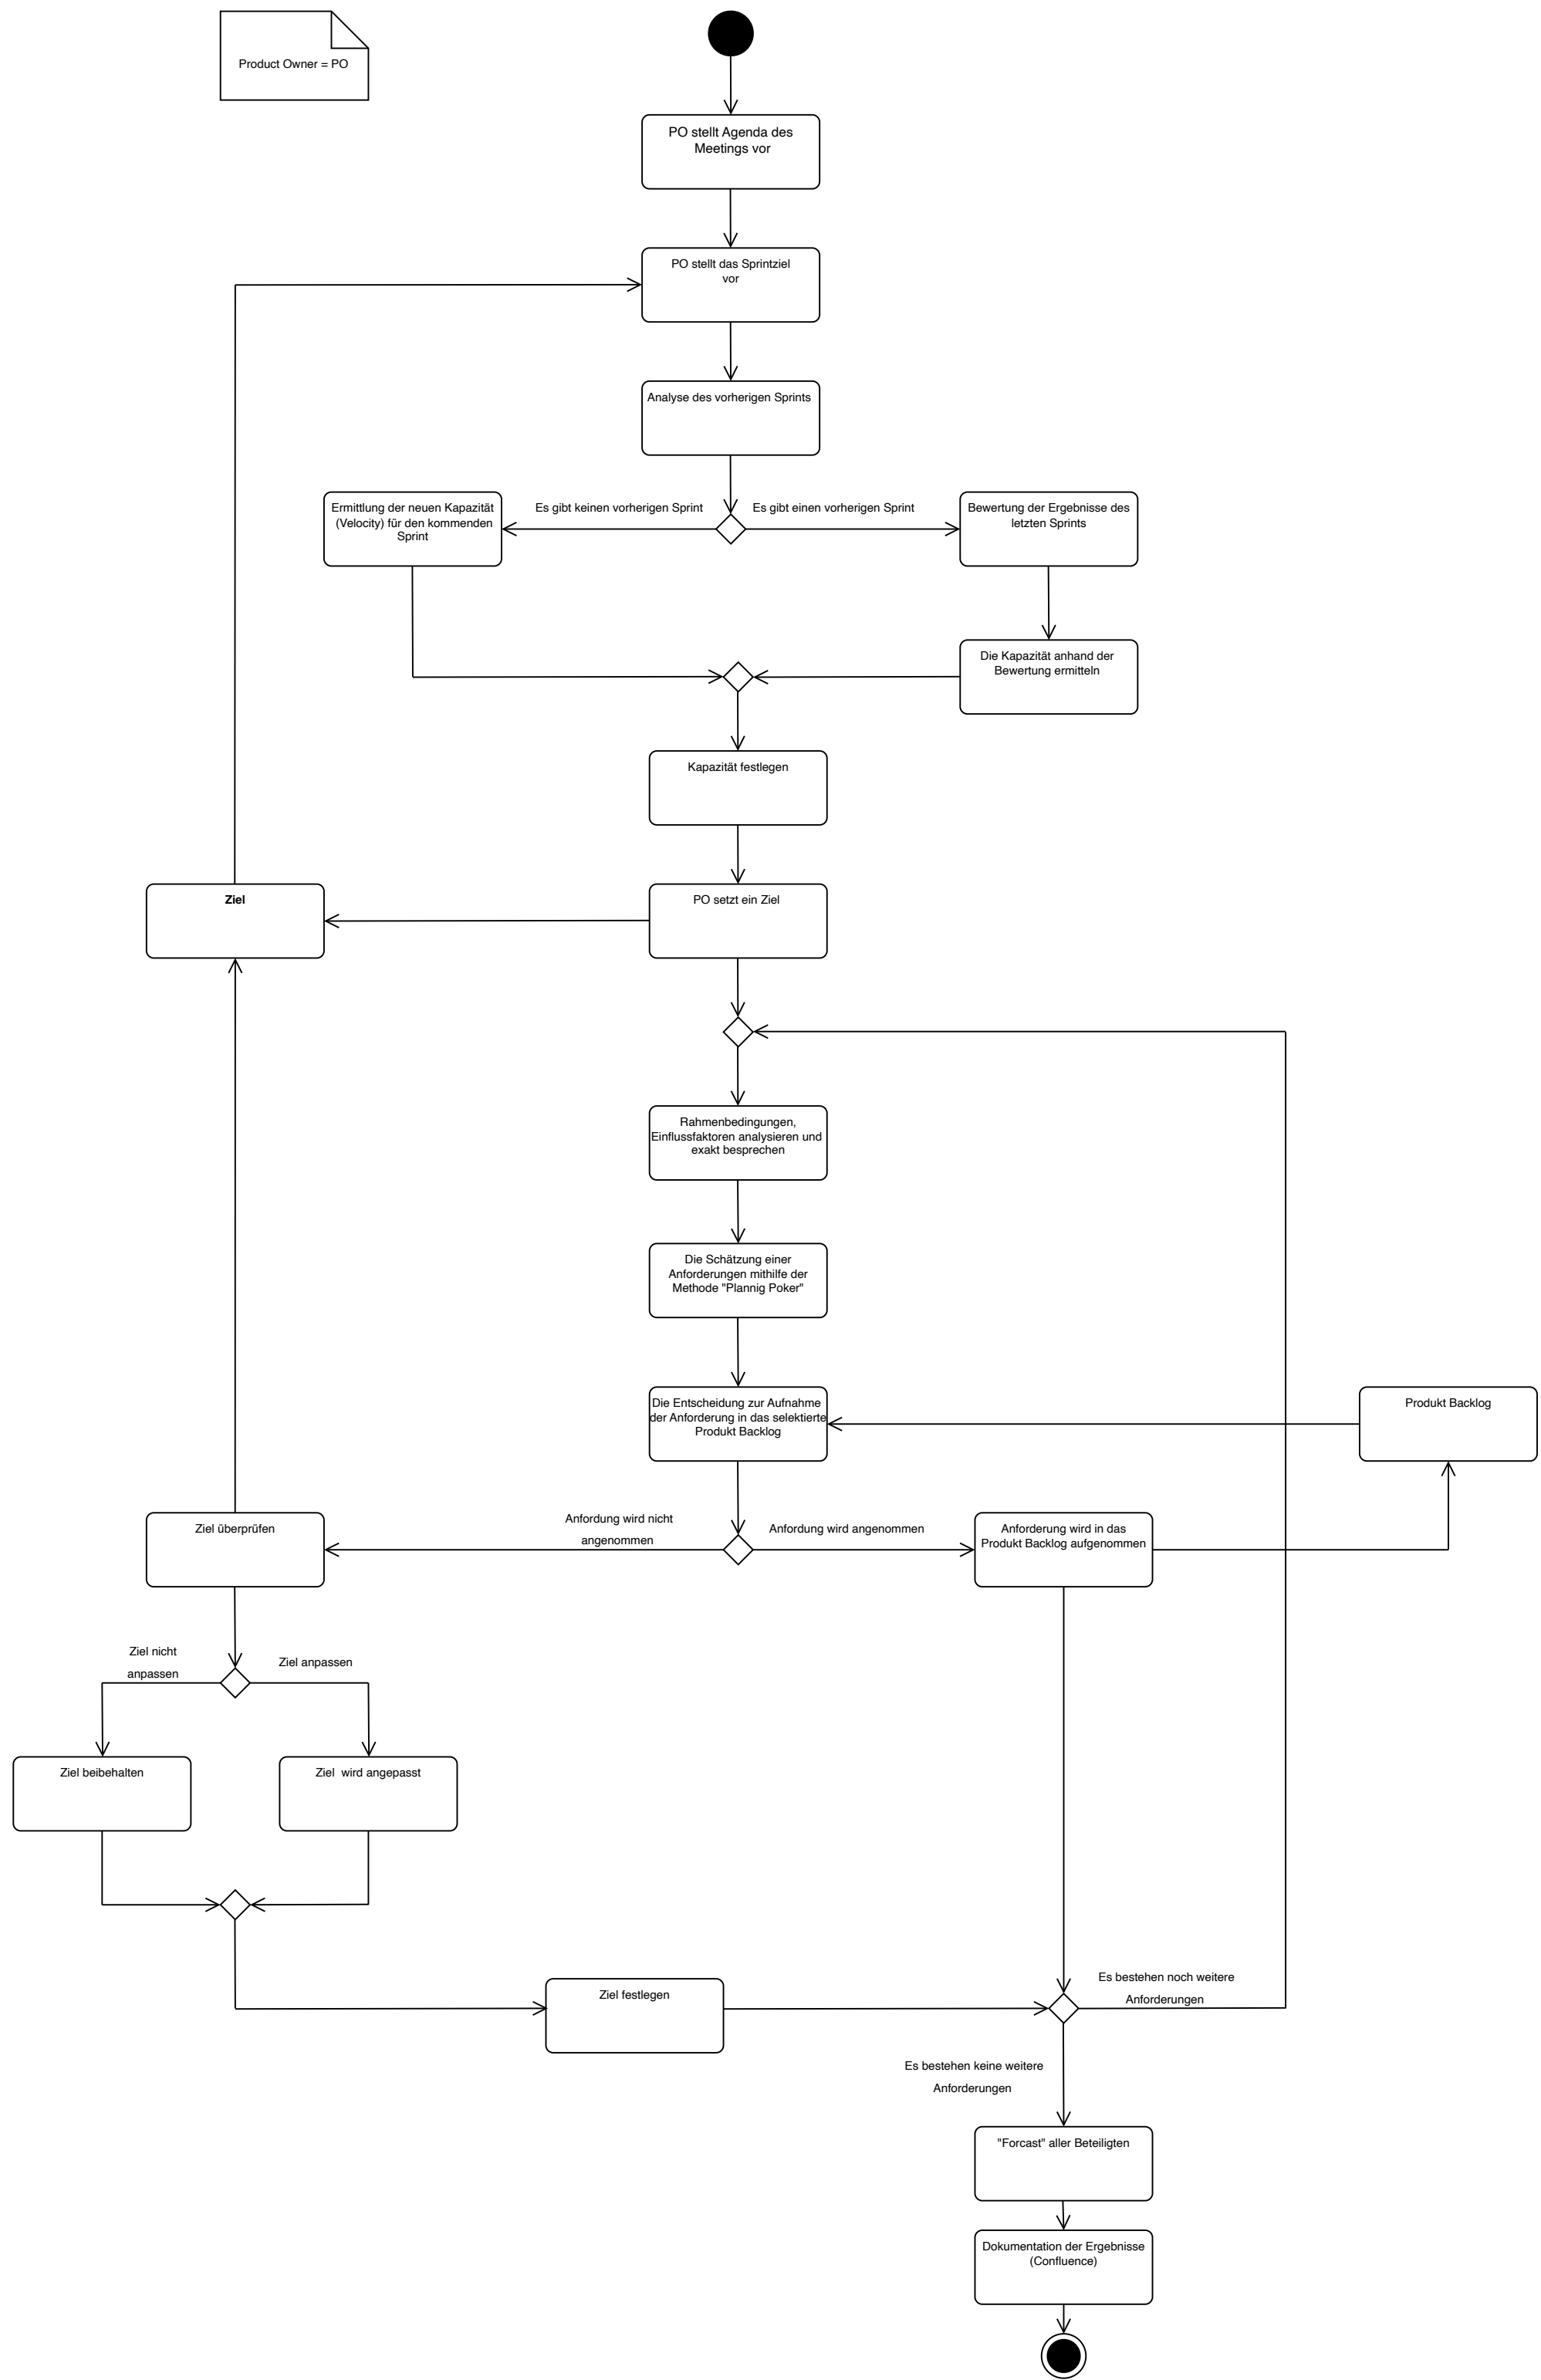 Product Owner = PO
PO stellt Agenda des
Meetings vor
PO stellt das Sprintziel
vor
Analyse des vorherigen Sprints
Ermittlung der neuen Kapazität
(Velocity) für den kommenden
Sprint
Es gibt keinen vorherigen Sprint
Es gibt einen vorherigen Sprint
Bewertung der Ergebnisse des
letzten Sprints
Die Kapazität anhand der
Bewertung ermitteln
Kapazität festlegen
Ziel
PO setzt ein Ziel
Rahmenbedingungen,
Einflussfaktoren analysieren und
exakt besprechen
Die Schätzung einer
Anforderungen mithilfe der
Methode "Plannig Poker"
Die Entscheidung zur Aufnahme
der Anforderung in das selektierte
Produkt Backlog
Produkt Backlog
Ziel überprüfen
Anfordung wird nicht
angenommen
Anfordung wird angenommen
Anforderung wird in das
Produkt Backlog aufgenommen
Ziel nicht
anpassen
Ziel anpassen
Ziel beibehalten
Ziel  wird angepasst
Ziel festlegen
Es bestehen noch weitere
Anforderungen
Es bestehen keine weitere
Anforderungen
"Forcast" aller Beteiligten
Dokumentation der Ergebnisse
(Confluence)